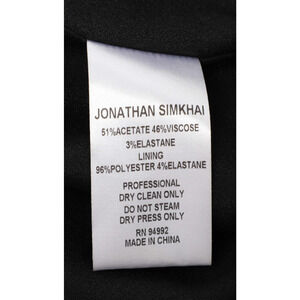 JONATHAN SIMKHAI
51%ACETATE 46%VISCOSE
3%ELASTANE
LINING
96%POLYESTER 4%ELASTANE
PROFESSIONAL
DRY CLEAN ONLY
DO NOT STEAM
DRY PRESS ONLY
RN 94992
MADE IN CHINA